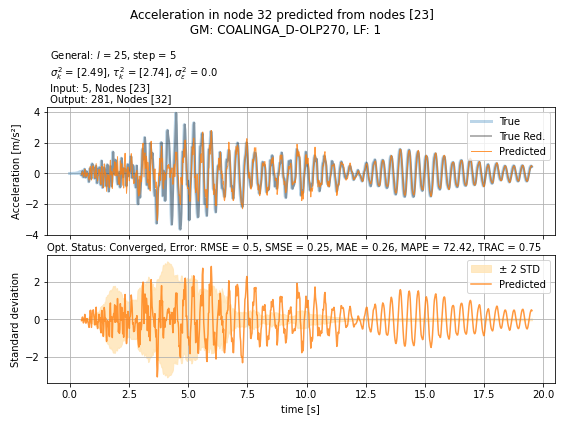 Acceleration in node 32 predicted from nodes [23]
GM: COALINGA_D-OLP270, LF: 1
General: l = 25, step = 5
σ²ₖ = [2.49], τ²ₖ = [2.74], σ²ε = 0.0
Input: 5, Nodes [23]
Output: 281, Nodes [32]
4
2
0
−2
−4
Acceleration [m/s²]
True
True Red.
Predicted
Opt. Status: Converged, Error: RMSE = 0.5, SMSE = 0.25, MAE = 0.26, MAPE = 72.42, TRAC = 0.75
2
0
−2
Standard deviation
± 2 STD
Predicted
0.0 2.5 5.0 7.5 10.0 12.5 15.0 17.5 20.0
time [s]